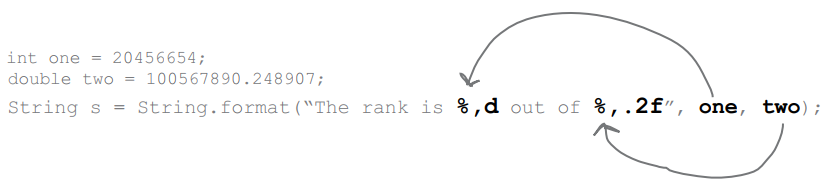 int one = 20456654;
double two = 100567890.248907;
String s = String.format(“The rank is %,d out of %,.2f”, one, two);